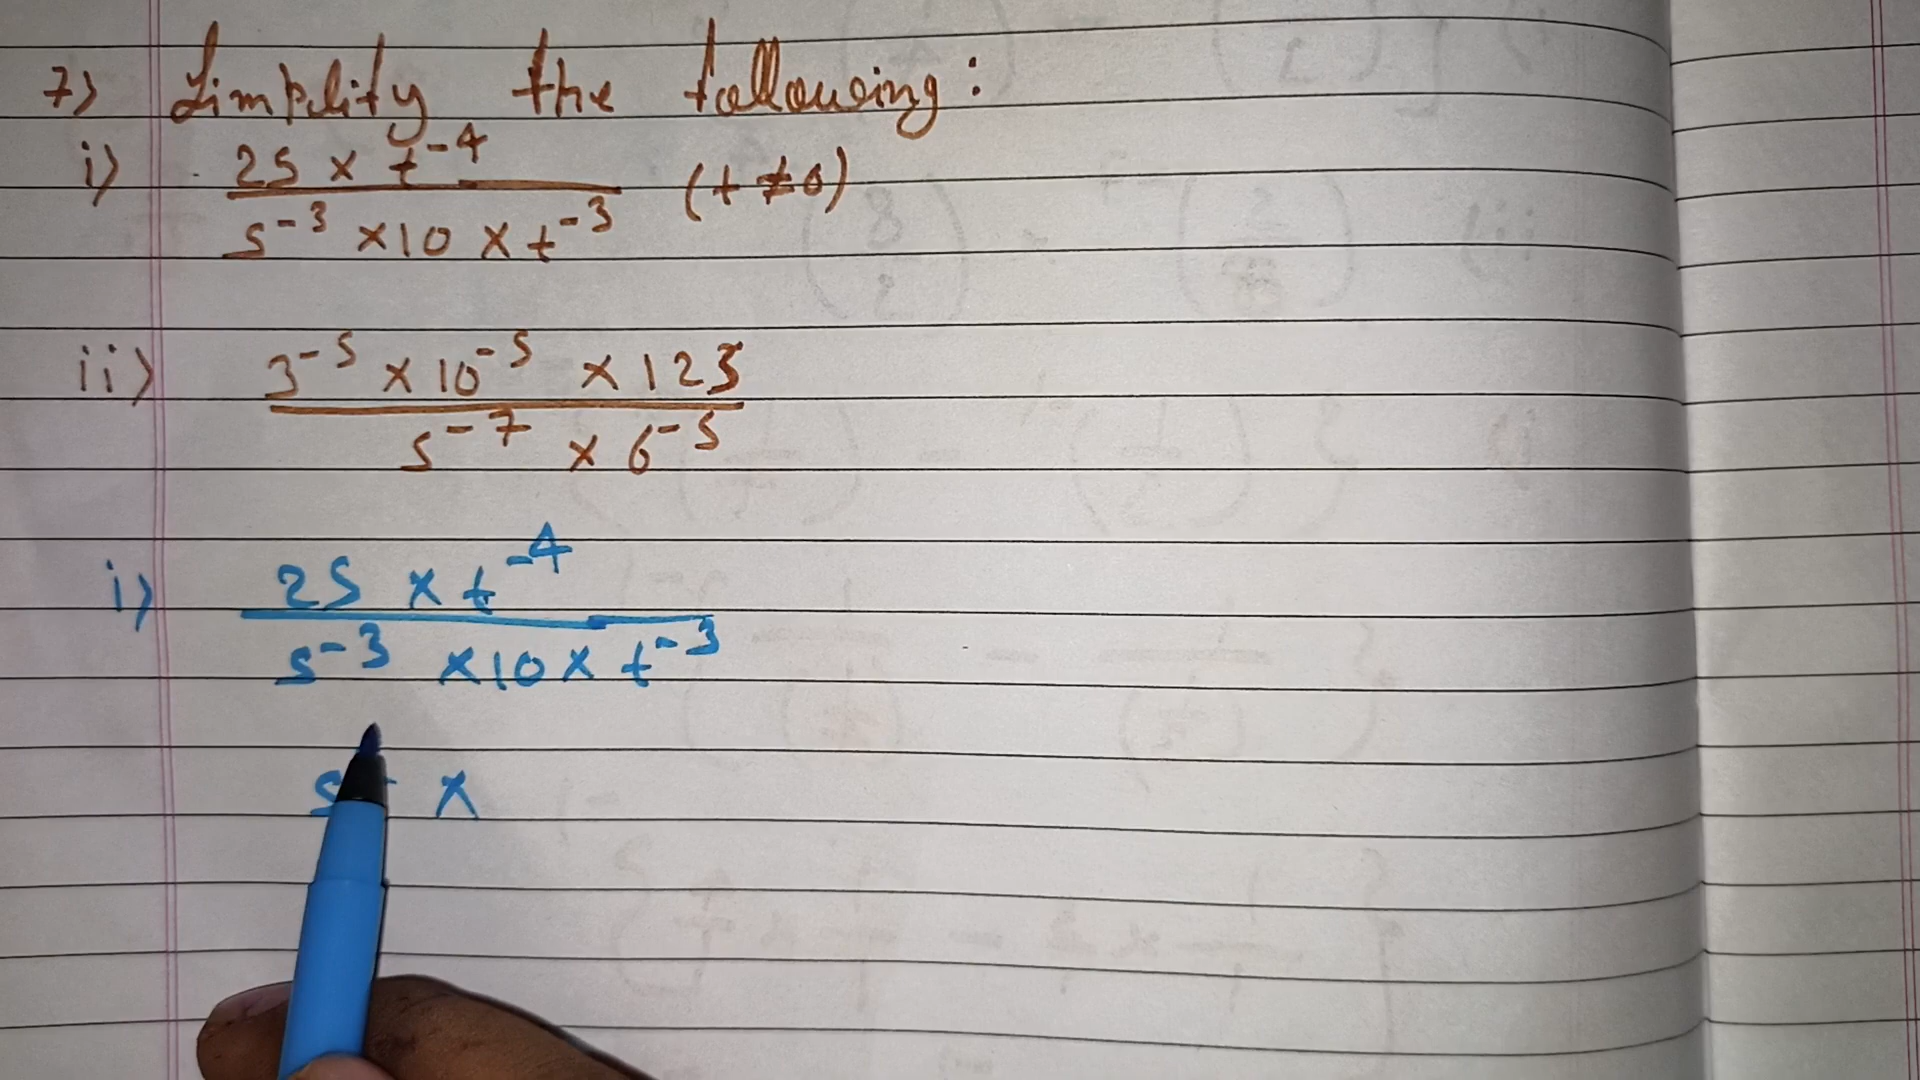 7) Simplify the following:
i) 25 × t⁻⁴ / 5⁻³ × 10 × t⁻³ (t ≠ 0)
ii) 3⁻⁵ × 10⁻⁵ × 125 / 5⁻⁷ × 6⁻⁵
i) 25 × t⁻⁴ / 5⁻³ × 10 × t⁻³
5 ×